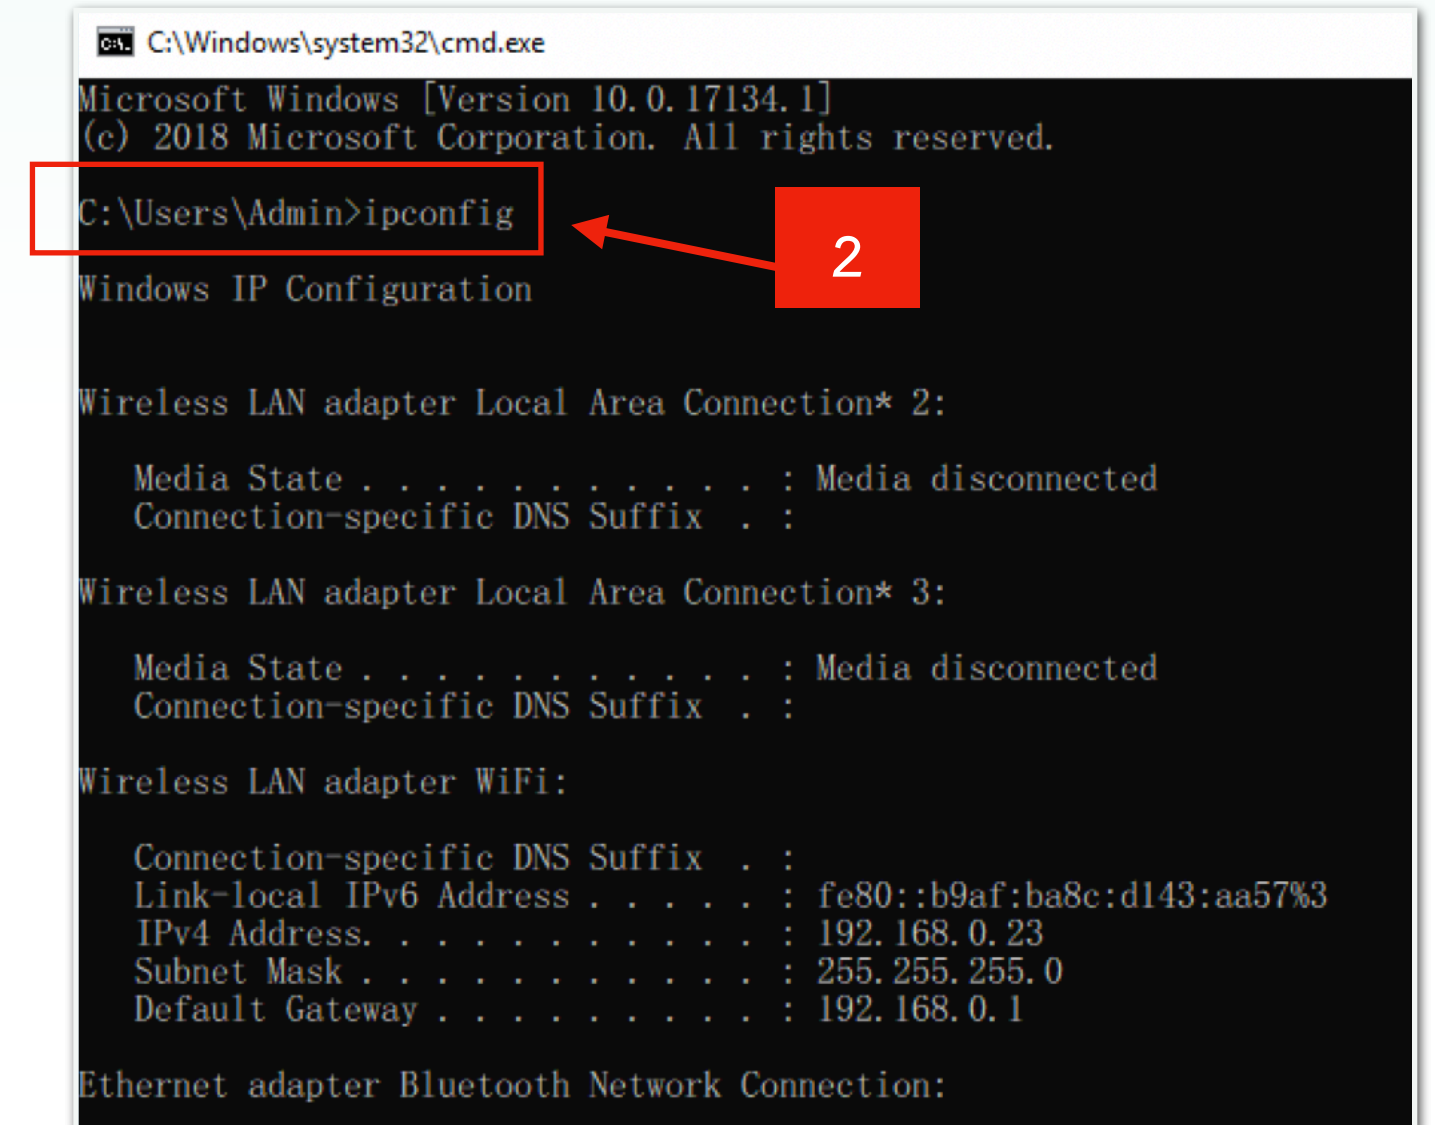 C:\Windows\system32\cmd.exe
Microsoft Windows [Version 10.0.17134.1]
(c) 2018 Microsoft Corporation. All rights reserved.
C:\Users\Admin>ipconfig
2
Windows IP Configuration
Wireless LAN adapter Local Area Connection* 2:
Media State . . . . . . . . . . . : Media disconnected
Connection-specific DNS Suffix  . :
Wireless LAN adapter Local Area Connection* 3:
Media State . . . . . . . . . . . : Media disconnected
Connection-specific DNS Suffix  . :
Wireless LAN adapter WiFi:
Connection-specific DNS Suffix  . :
Link-local IPv6 Address . . . . . : fe80::b9af:ba8c:d143:aa57%3
IPv4 Address. . . . . . . . . . . : 192.168.0.23
Subnet Mask . . . . . . . . . . . : 255.255.255.0
Default Gateway . . . . . . . . . : 192.168.0.1
Ethernet adapter Bluetooth Network Connection: